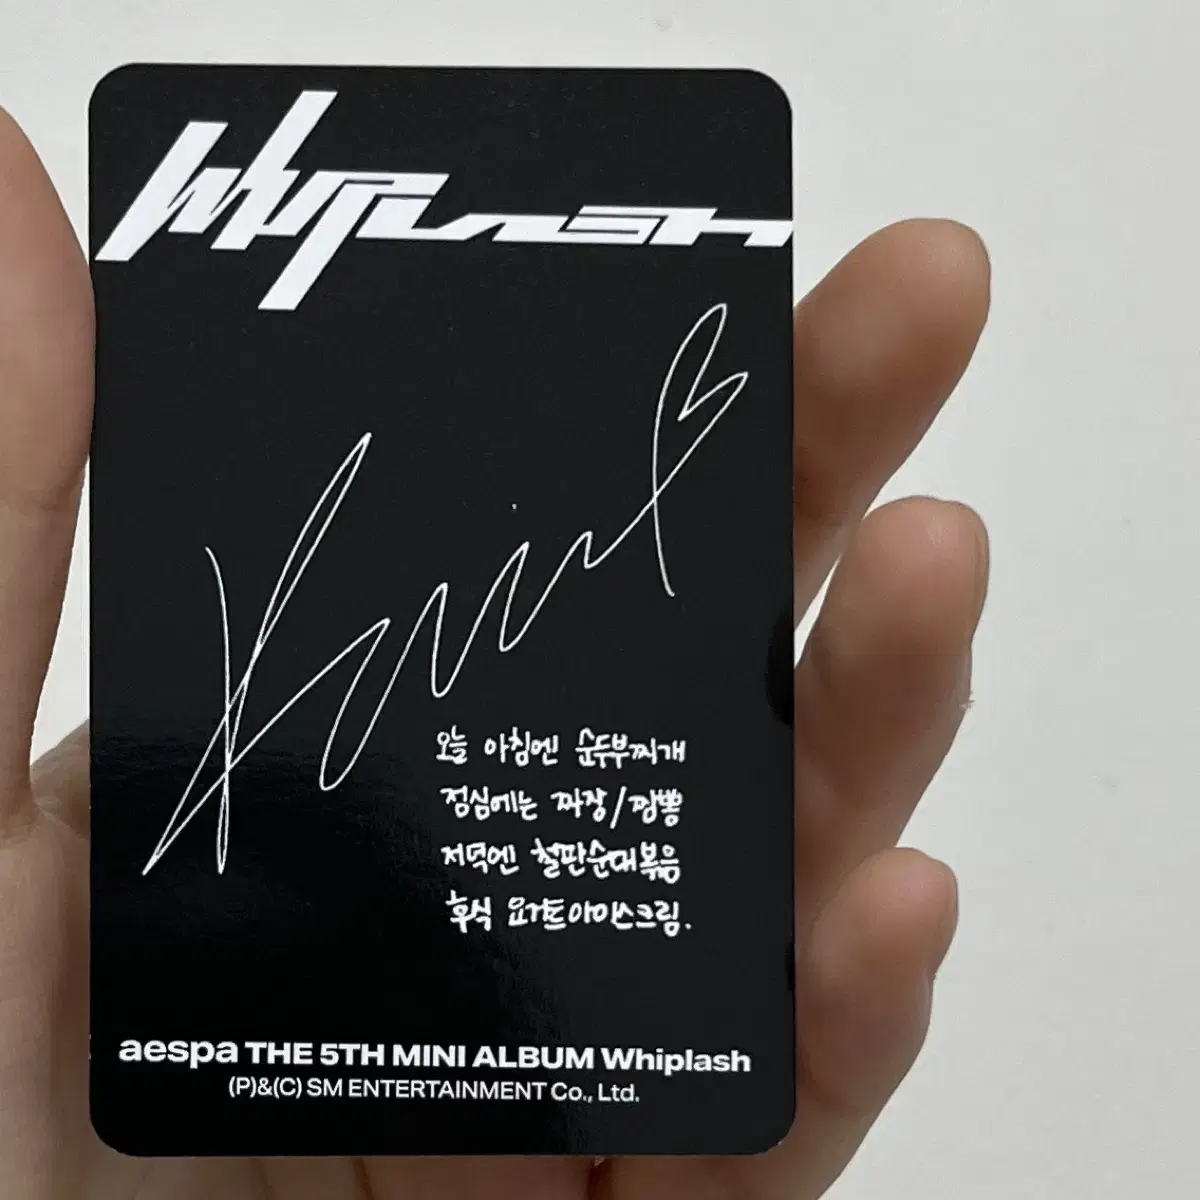 Whiplash
Karina
오늘 아침엔 순두부찌개
점심에는 짜장/짬뽕
저녁엔 철판순대볶음
후식 요거트아이스크림.
aespa THE 5TH MINI ALBUM Whiplash
(P)&(C) SM ENTERTAINMENT Co., Ltd.